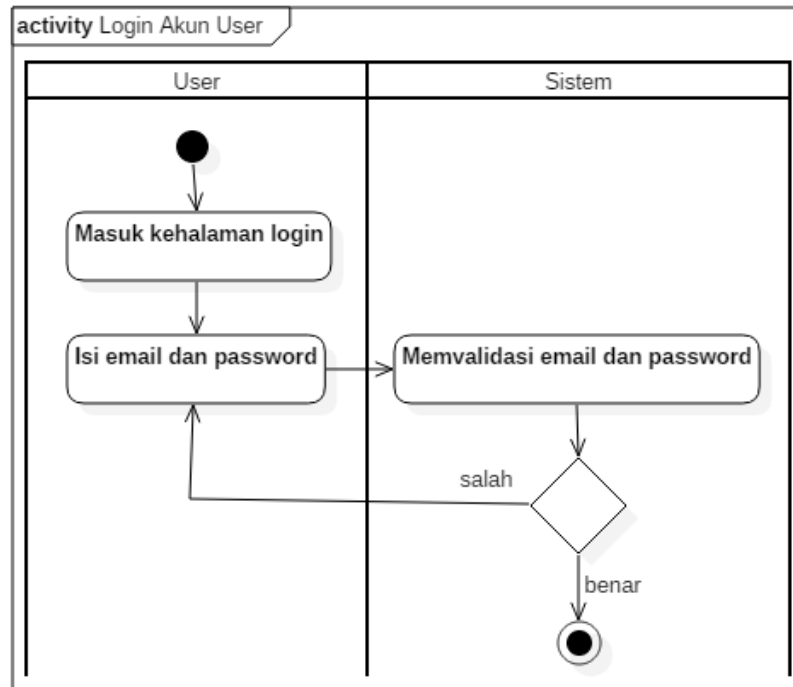 activity Login Akun User
User
Sistem
Masuk kehalaman login
Isi email dan password
Memvalidasi email dan password
salah
benar